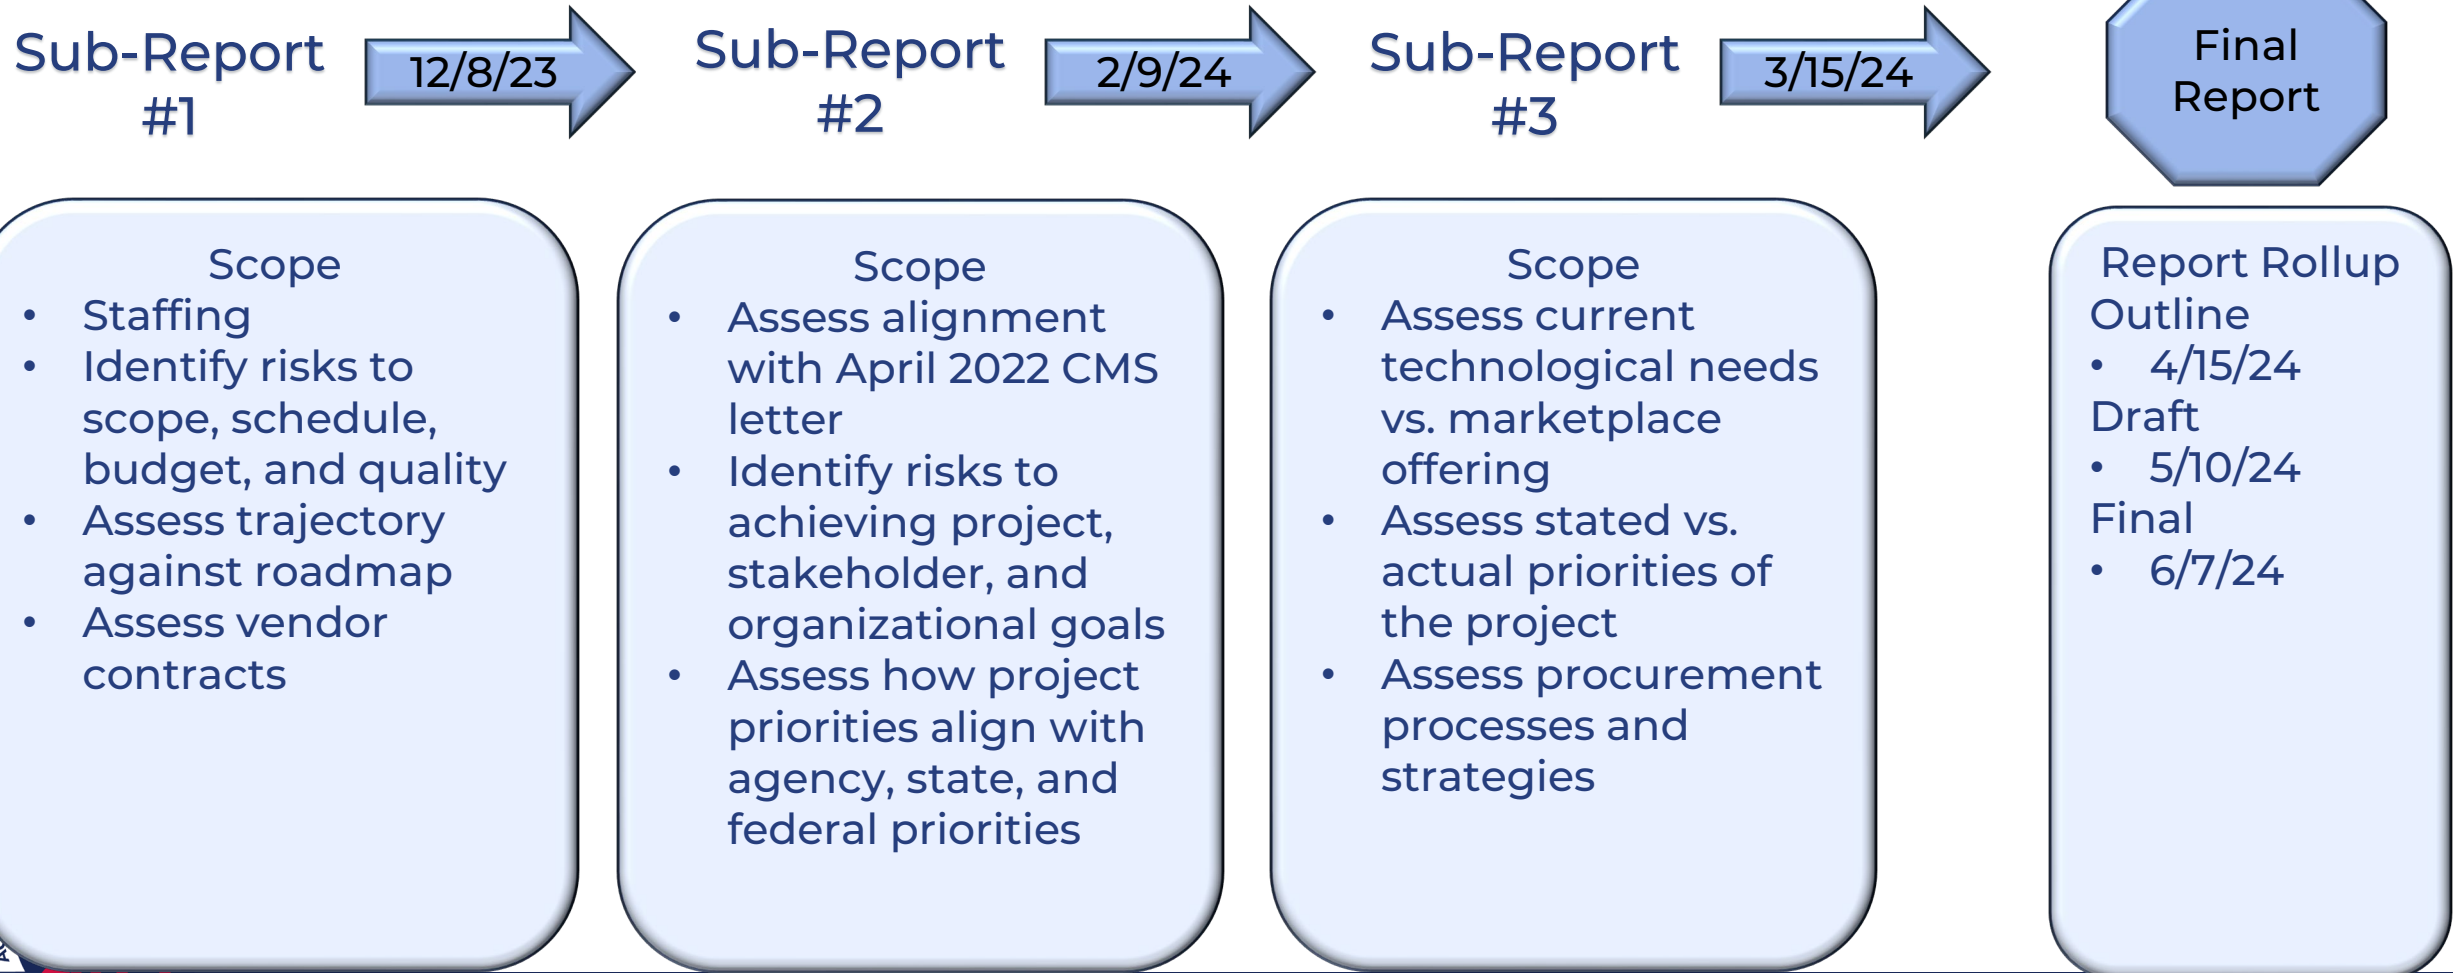 Sub-Report
#1
12/8/23
Sub-Report
#2
2/9/24
Sub-Report
#3
3/15/24
Final
Report
Scope
• Staffing
• Identify risks to
scope, schedule,
budget, and quality
• Assess trajectory
against roadmap
• Assess vendor
contracts
Scope
• Assess alignment
with April 2022 CMS
letter
• Identify risks to
achieving project,
stakeholder, and
organizational goals
• Assess how project
priorities align with
agency, state, and
federal priorities
Scope
• Assess current
technological needs
vs. marketplace
offering
• Assess stated vs.
actual priorities of
the project
• Assess procurement
processes and
strategies
Report Rollup
Outline
• 4/15/24
Draft
• 5/10/24
Final
• 6/7/24